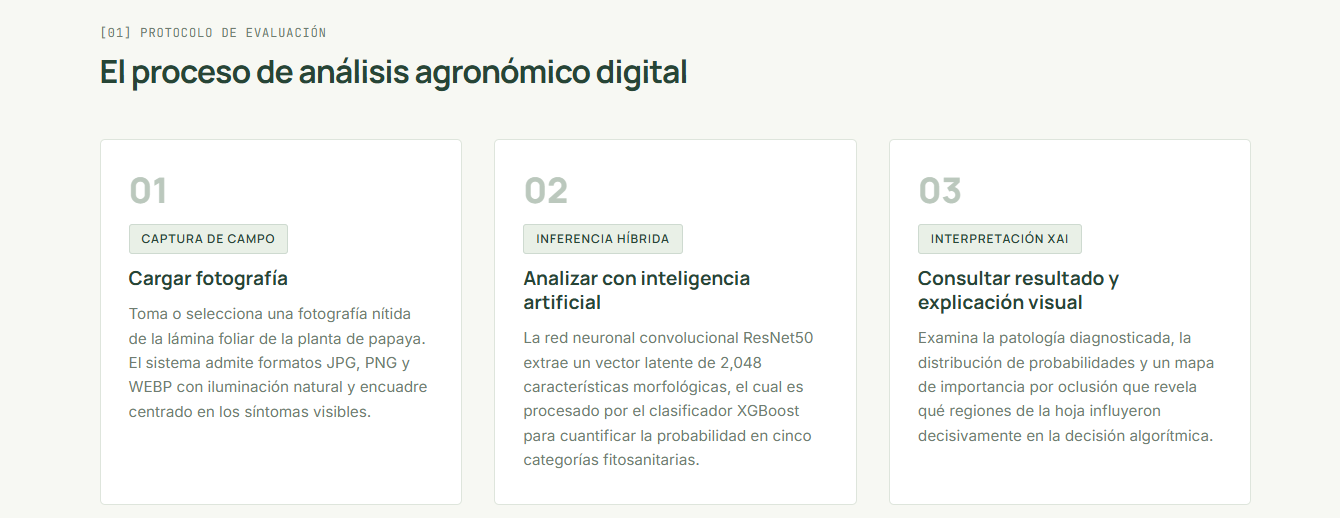 [01] PROTOCOLO DE EVALUACIÓN
El proceso de análisis agronómico digital
01
CAPTURA DE CAMPO
Cargar fotografía
Toma o selecciona una fotografía nítida
de la lámina foliar de la planta de papaya.
El sistema admite formatos JPG, PNG y
WEBP con iluminación natural y encuadre
centrado en los síntomas visibles.
02
INFERENCIA HÍBRIDA
Analizar con inteligencia
artificial
La red neuronal convolucional ResNet50
extrae un vector latente de 2,048
características morfológicas, el cual es
procesado por el clasificador XGBoost
para cuantificar la probabilidad en cinco
categorías fitosanitarias.
03
INTERPRETACIÓN XAI
Consultar resultado y
explicación visual
Examina la patología diagnosticada, la
distribución de probabilidades y un mapa
de importancia por oclusión que revela
qué regiones de la hoja influyeron
decisivamente en la decisión algorítmica.